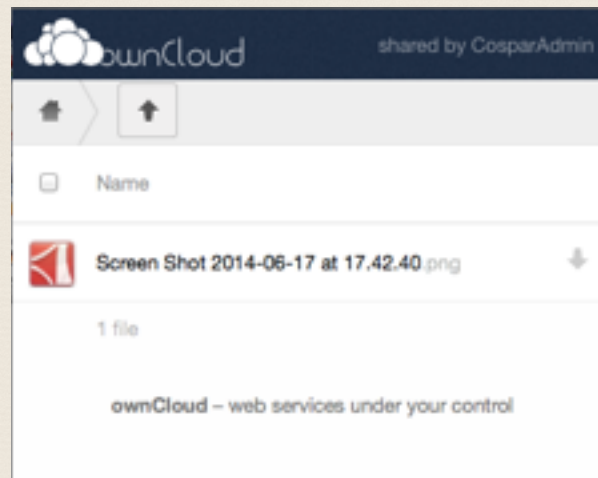 ownCloud shared by CosparAdmin
Name
Screen Shot 2014-06-17 at 17.42.40.png
1 file
ownCloud – web services under your control